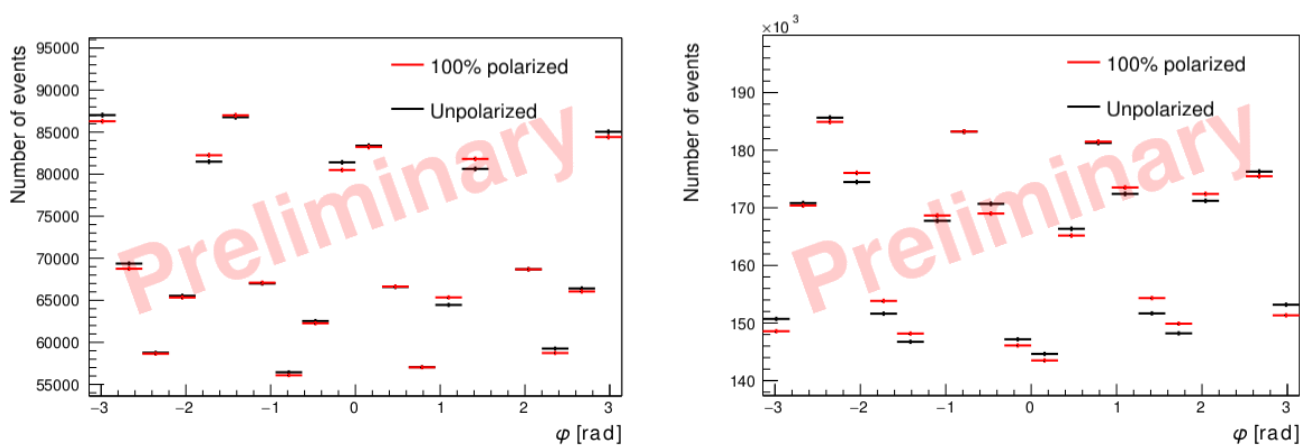 Number of events
95000
90000
85000
80000
75000
70000
65000
60000
55000
100% polarized
Unpolarized
Preliminary
−3 −2 −1 0 1 2 3
φ [rad]
×10³
Number of events
190
180
170
160
150
140
100% polarized
Unpolarized
Preliminary
−3 −2 −1 0 1 2 3
φ [rad]